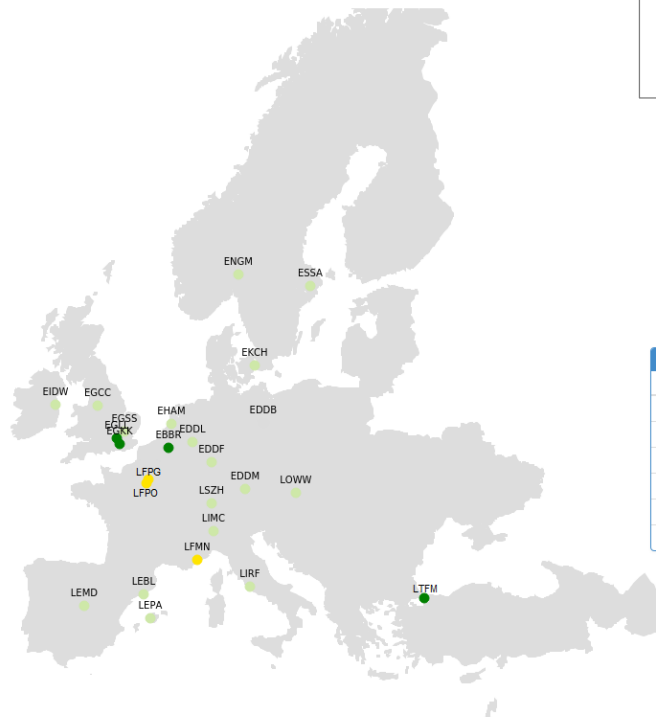 ENGM
ESSA
EKCH
EIDW
EGCC
EHAM
EDDB
EGSS
EGLL
EGKK
EBBR
EDDL
EDDF
LFPG
LFPO
EDDM
LOWW
LSZH
LIMC
LFMN
LIRF
LEBL
LEMD
LEPA
LTFM